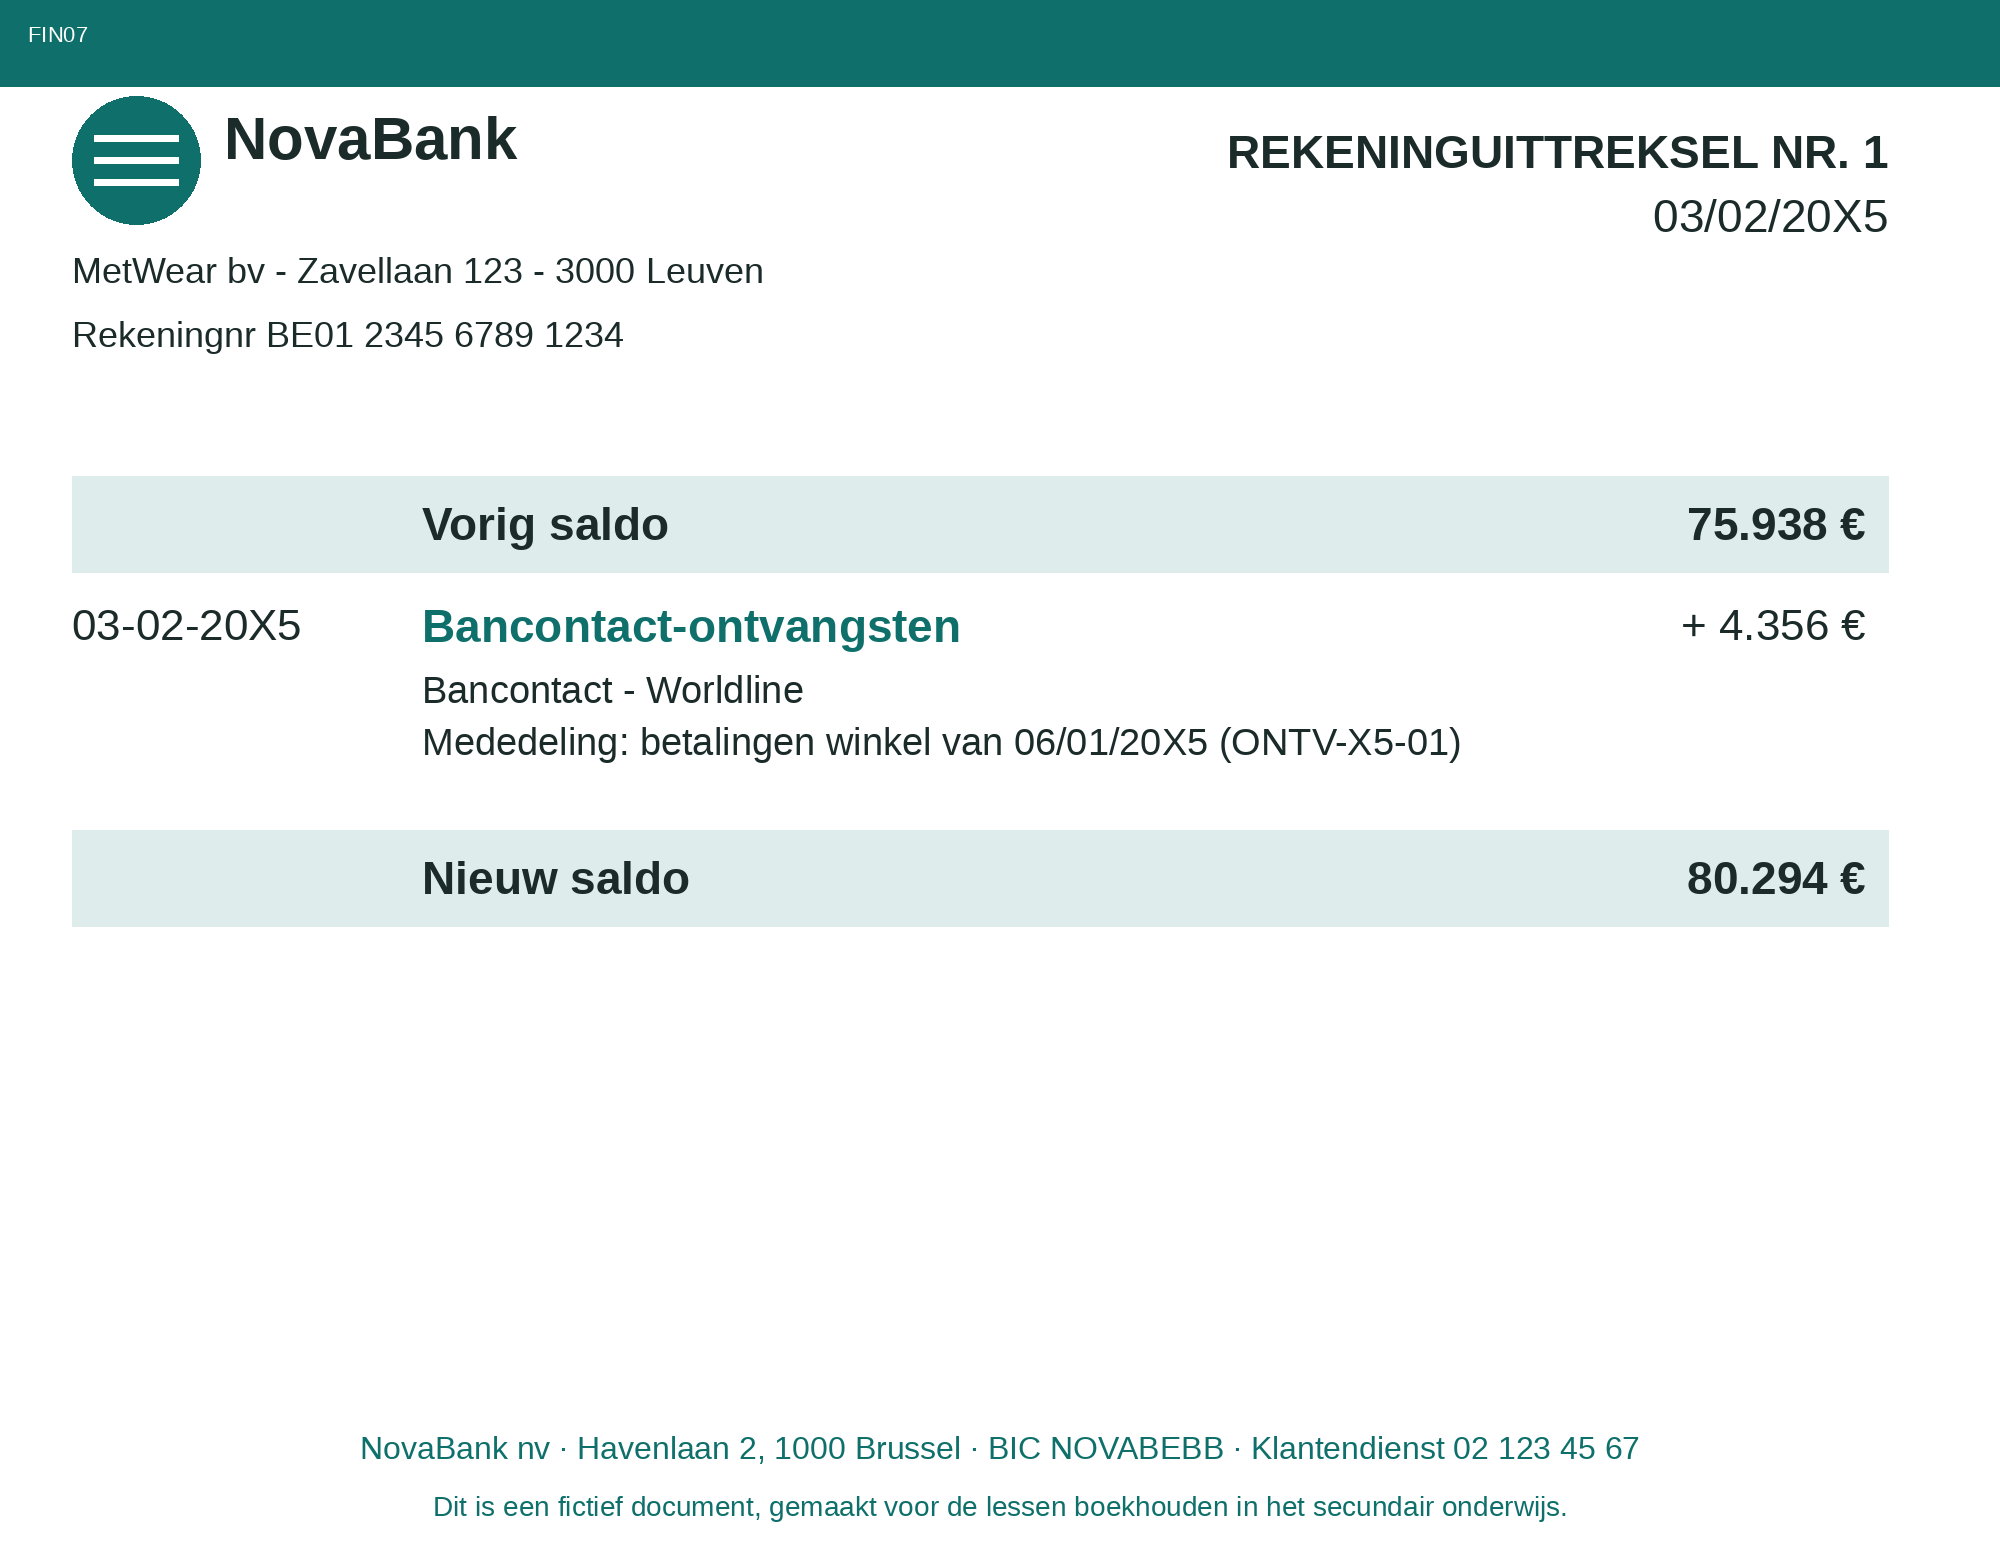 FIN07
NovaBank
REKENINGUITTREKSEL NR. 1
03/02/20X5
MetWear bv - Zavellaan 123 - 3000 Leuven
Rekeningnr BE01 2345 6789 1234
Vorig saldo 75.938 €
03-02-20X5 Bancontact-ontvangsten + 4.356 €
Bancontact - Worldline
Mededeling: betalingen winkel van 06/01/20X5 (ONTV-X5-01)
Nieuw saldo 80.294 €
NovaBank nv · Havenlaan 2, 1000 Brussel · BIC NOVABEBB · Klantendienst 02 123 45 67
Dit is een fictief document, gemaakt voor de lessen boekhouden in het secundair onderwijs.